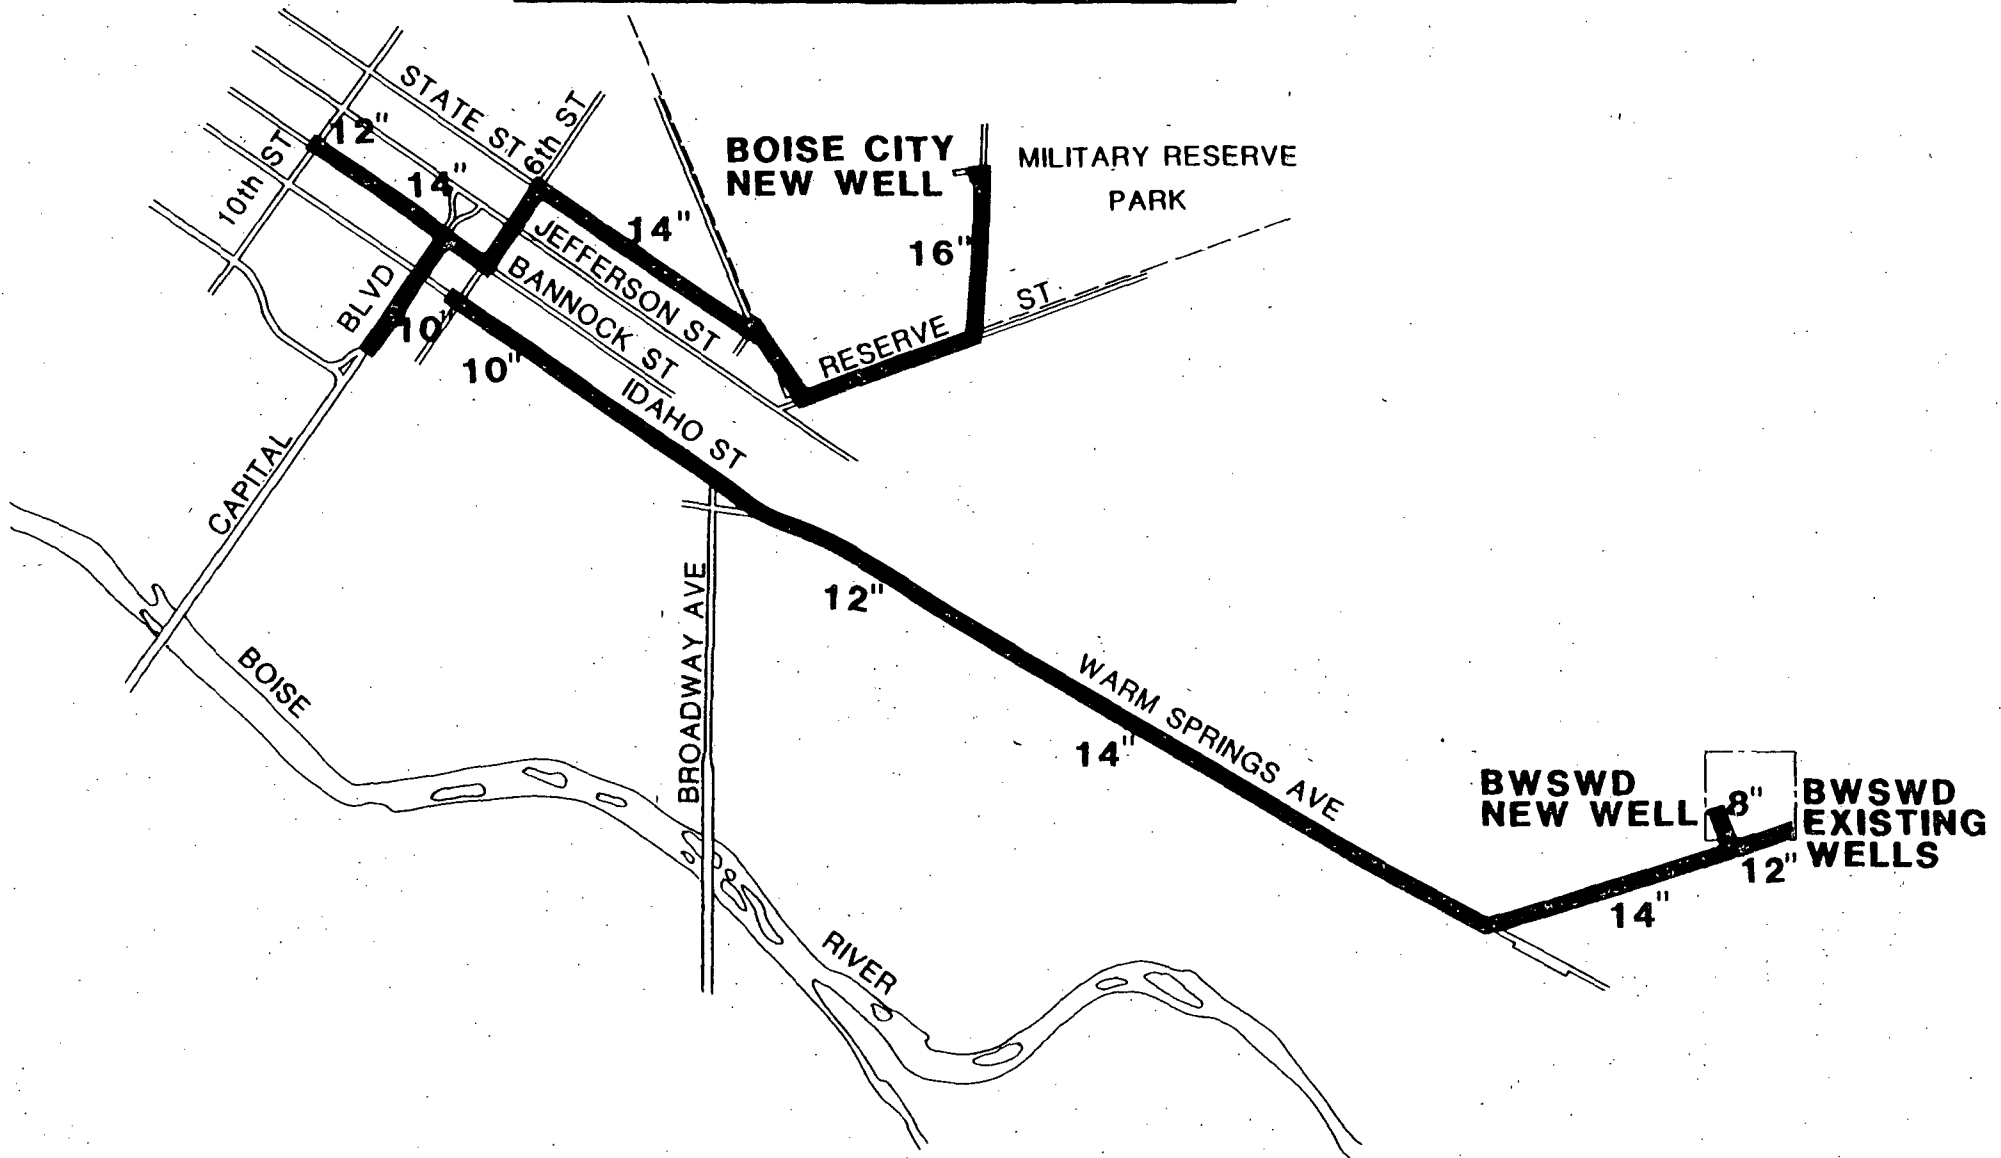 STATE ST
6th ST
12"
10th ST
14"
BOISE CITY
NEW WELL
MILITARY RESERVE
PARK
14"
16"
JEFFERSON ST
BANNOCK ST
BLVD
10"
10"
IDAHO ST
RESERVE ST
CAPITAL
12"
BROADWAY AVE
BOISE
WARM SPRINGS AVE
14"
BWSWD
NEW WELL
8"
BWSWD
EXISTING
WELLS
12"
14"
RIVER